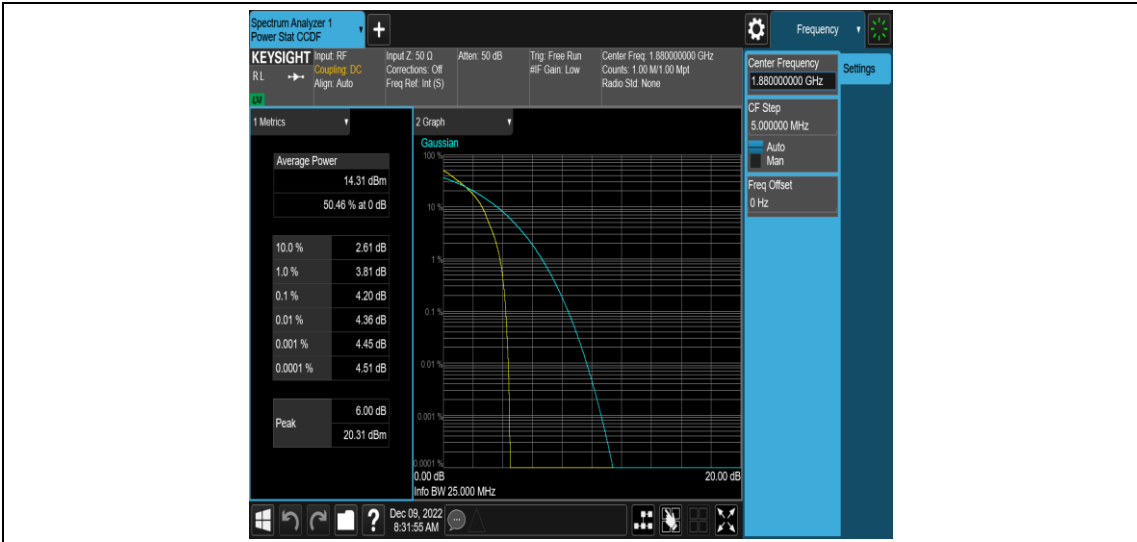 Spectrum Analyzer 1
Power Stat CCDF
+
Frequency
KEYSIGHT
RL
LXI
Input: RF
Coupling: DC
Align: Auto
Input Z: 50 Ω
Corrections: Off
Freq Ref: Int (S)
Atten: 50 dB
Trig: Free Run
#IF Gain: Low
Center Freq: 1.880000000 GHz
Counts: 1.00 M/1.00 Mpt
Radio Std: None
Center Frequency
1.880000000 GHz
Settings
CF Step
5.000000 MHz
Auto
Man
Freq Offset
0 Hz
1 Metrics
Average Power
14.31 dBm
50.46 % at 0 dB
10.0 % 2.61 dB
1.0 % 3.81 dB
0.1 % 4.20 dB
0.01 % 4.36 dB
0.001 % 4.45 dB
0.0001 % 4.51 dB
Peak
6.00 dB
20.31 dBm
2 Graph
Gaussian
100 %
10 %
1 %
0.1 %
0.01 %
0.001 %
0.0001 %
0.00 dB 20.00 dB
Info BW 25.000 MHz
?
Dec 09, 2022
8:31:55 AM